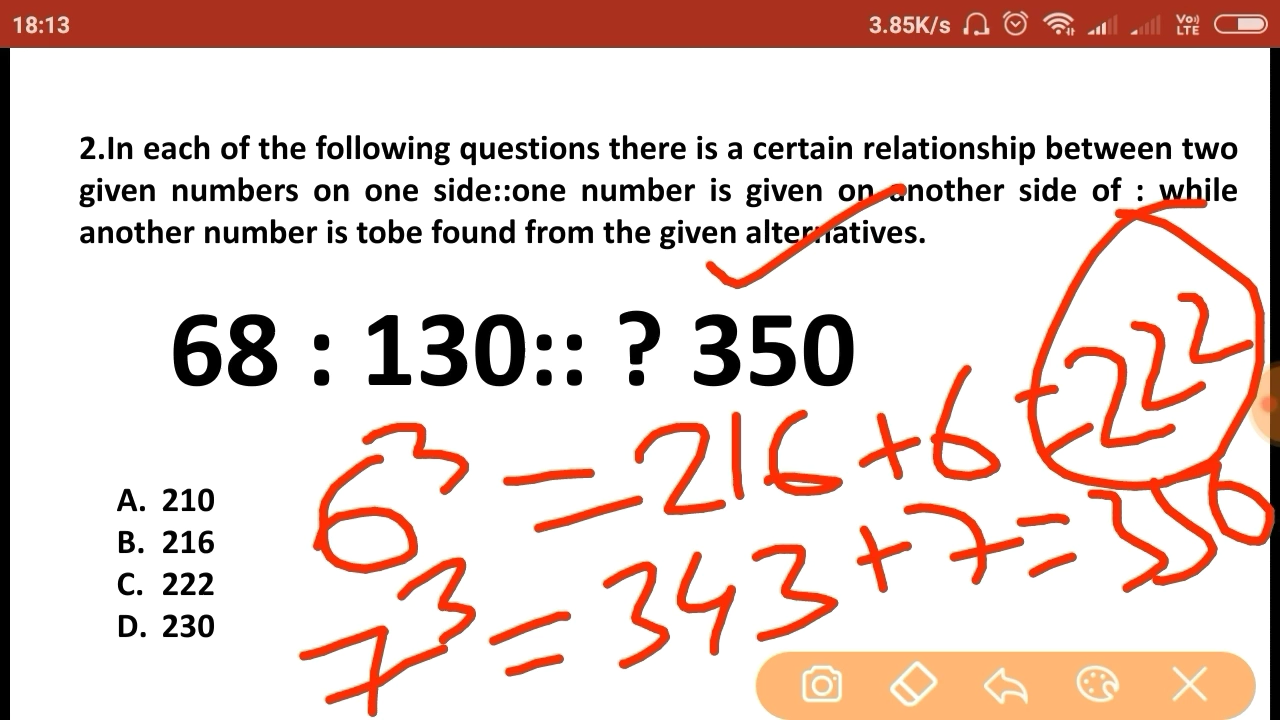 18:13 3.85K/s Vo) LTE
2.In each of the following questions there is a certain relationship between two
given numbers on one side::one number is given on another side of : while
another number is tobe found from the given alternatives.
68 : 130:: ? 350
6³ = 216 + 6 = 222
7³ = 343 + 7 = 350
A. 210
B. 216
C. 222
D. 230